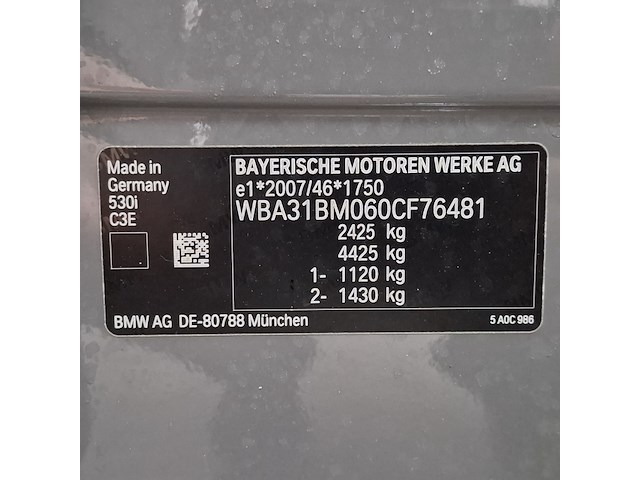 Made in
Germany
530i
C3E
BAYERISCHE MOTOREN WERKE AG
e1*2007/46*1750
WBA31BM060CF76481
2425 kg
4425 kg
1- 1120 kg
2- 1430 kg
BMW AG DE-80788 München
5 A0C 986